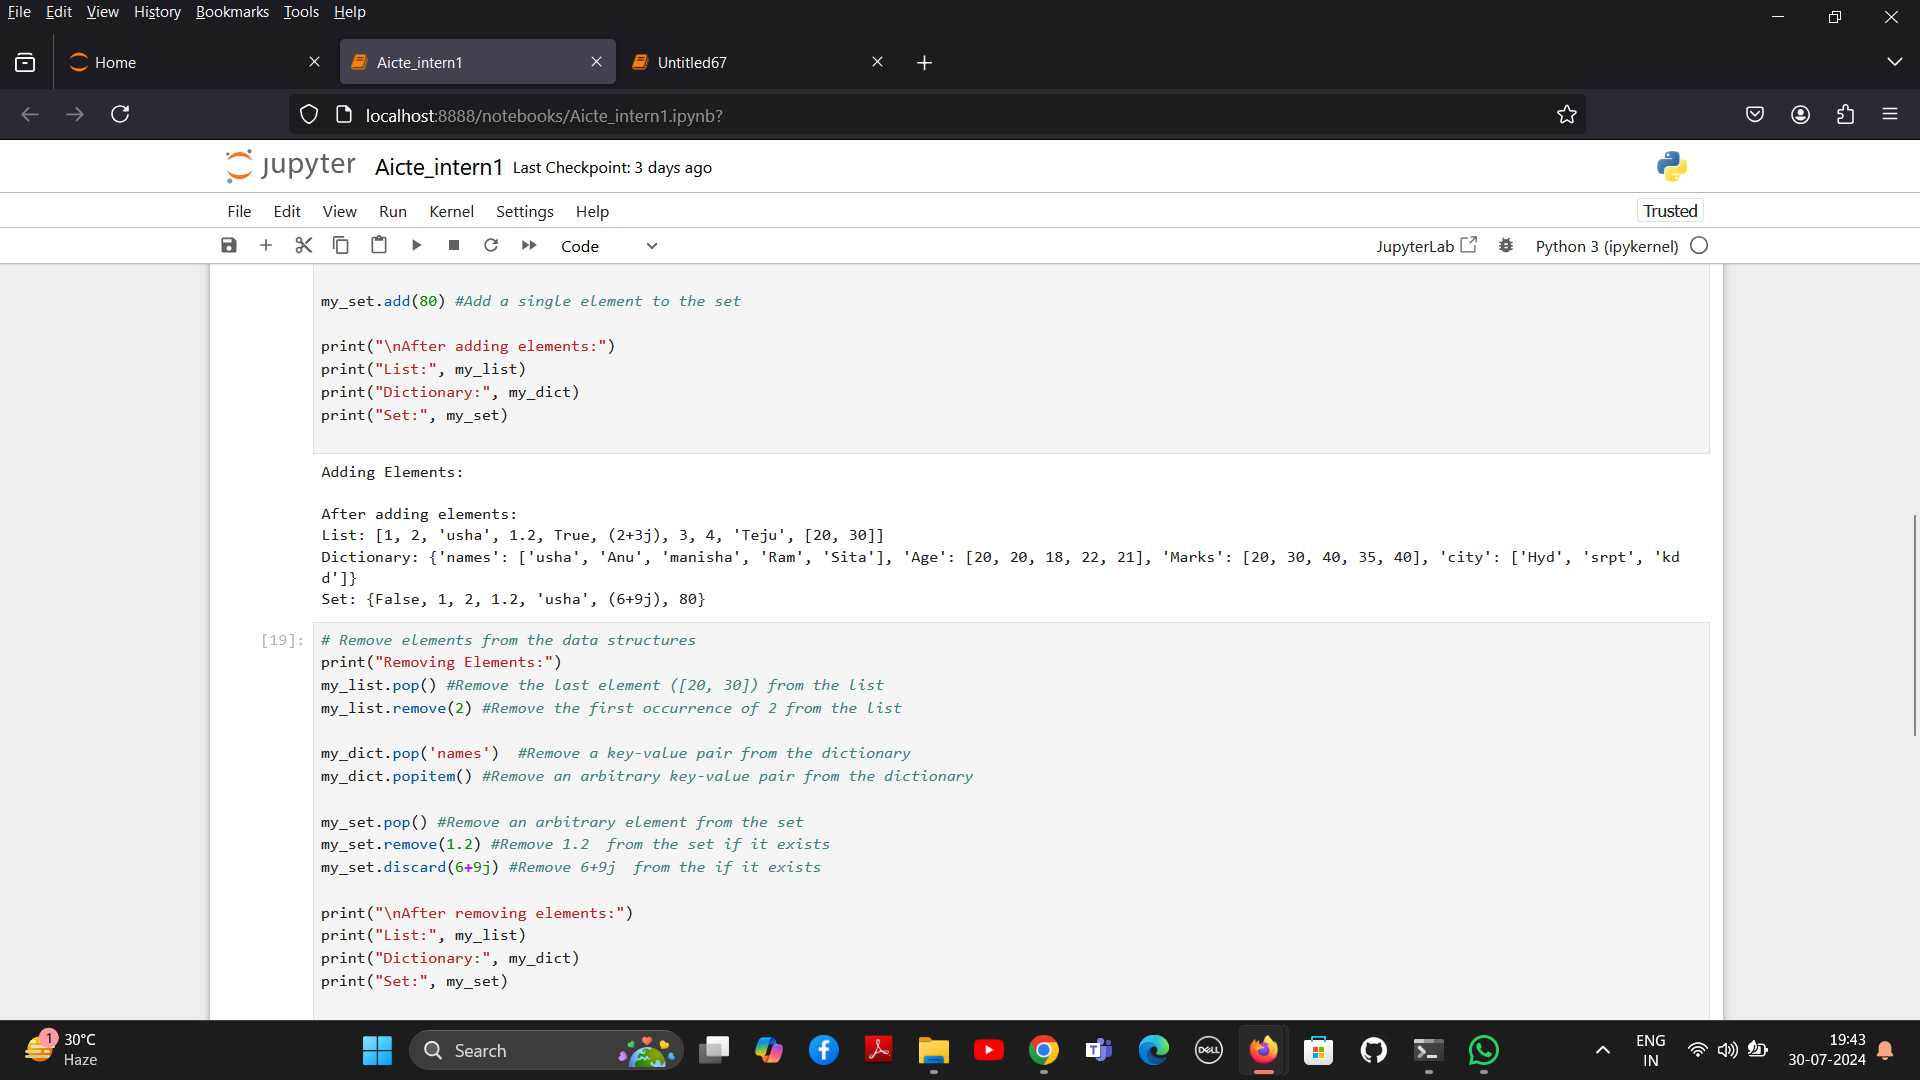 File Edit View History Bookmarks Tools Help
Home
Aicte_intern1
Untitled67
localhost:8888/notebooks/Aicte_intern1.ipynb?
jupyter Aicte_intern1 Last Checkpoint: 3 days ago
File Edit View Run Kernel Settings Help Trusted
Code JupyterLab Python 3 (ipykernel)
my_set.add(80) #Add a single element to the set
print("\nAfter adding elements:")
print("List:", my_list)
print("Dictionary:", my_dict)
print("Set:", my_set)
Adding Elements:
After adding elements:
List: [1, 2, 'usha', 1.2, True, (2+3j), 3, 4, 'Teju', [20, 30]]
Dictionary: {'names': ['usha', 'Anu', 'manisha', 'Ram', 'Sita'], 'Age': [20, 20, 18, 22, 21], 'Marks': [20, 30, 40, 35, 40], 'city': ['Hyd', 'srpt', 'kd
d']}
Set: {False, 1, 2, 1.2, 'usha', (6+9j), 80}
[19]: # Remove elements from the data structures
print("Removing Elements:")
my_list.pop() #Remove the last element ([20, 30]) from the list
my_list.remove(2) #Remove the first occurrence of 2 from the list
my_dict.pop('names')  #Remove a key-value pair from the dictionary
my_dict.popitem() #Remove an arbitrary key-value pair from the dictionary
my_set.pop() #Remove an arbitrary element from the set
my_set.remove(1.2) #Remove 1.2  from the set if it exists
my_set.discard(6+9j) #Remove 6+9j  from the if it exists
print("\nAfter removing elements:")
print("List:", my_list)
print("Dictionary:", my_dict)
print("Set:", my_set)
1
30°C
Haze
Search
DELL
ENG
IN
19:43
30-07-2024